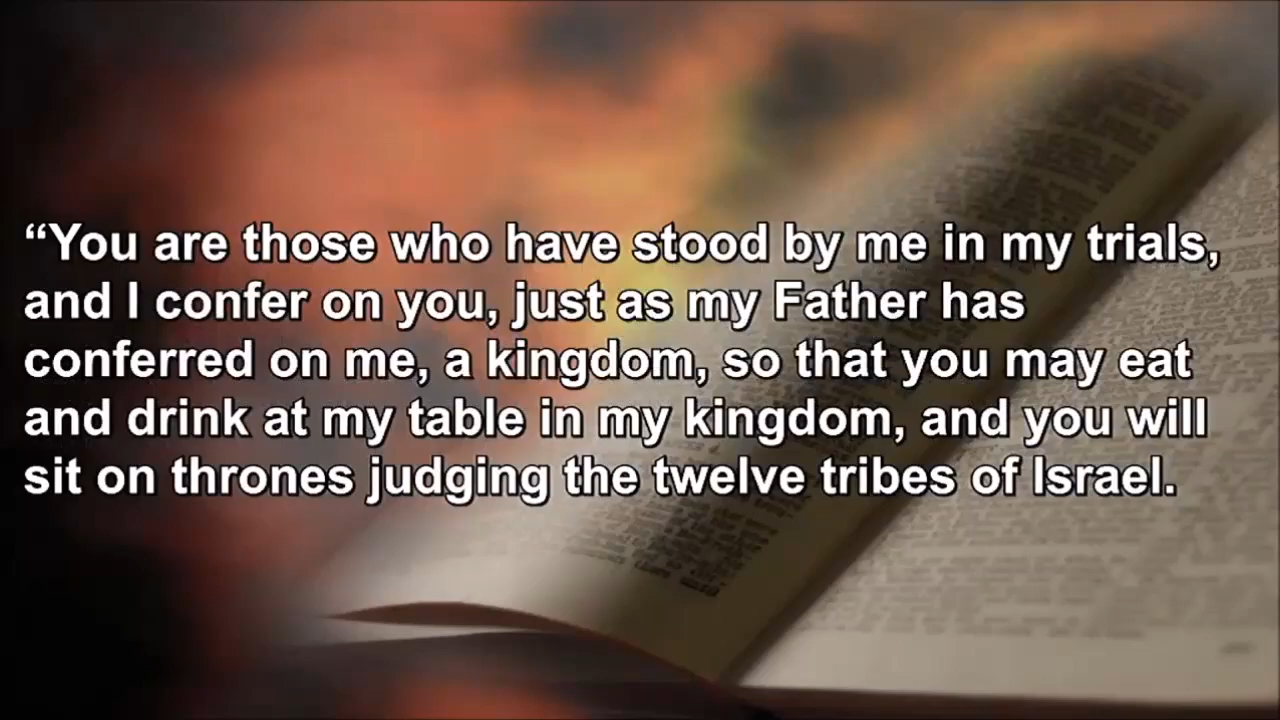 “You are those who have stood by me in my trials,
and I confer on you, just as my Father has
conferred on me, a kingdom, so that you may eat
and drink at my table in my kingdom, and you will
sit on thrones judging the twelve tribes of Israel.